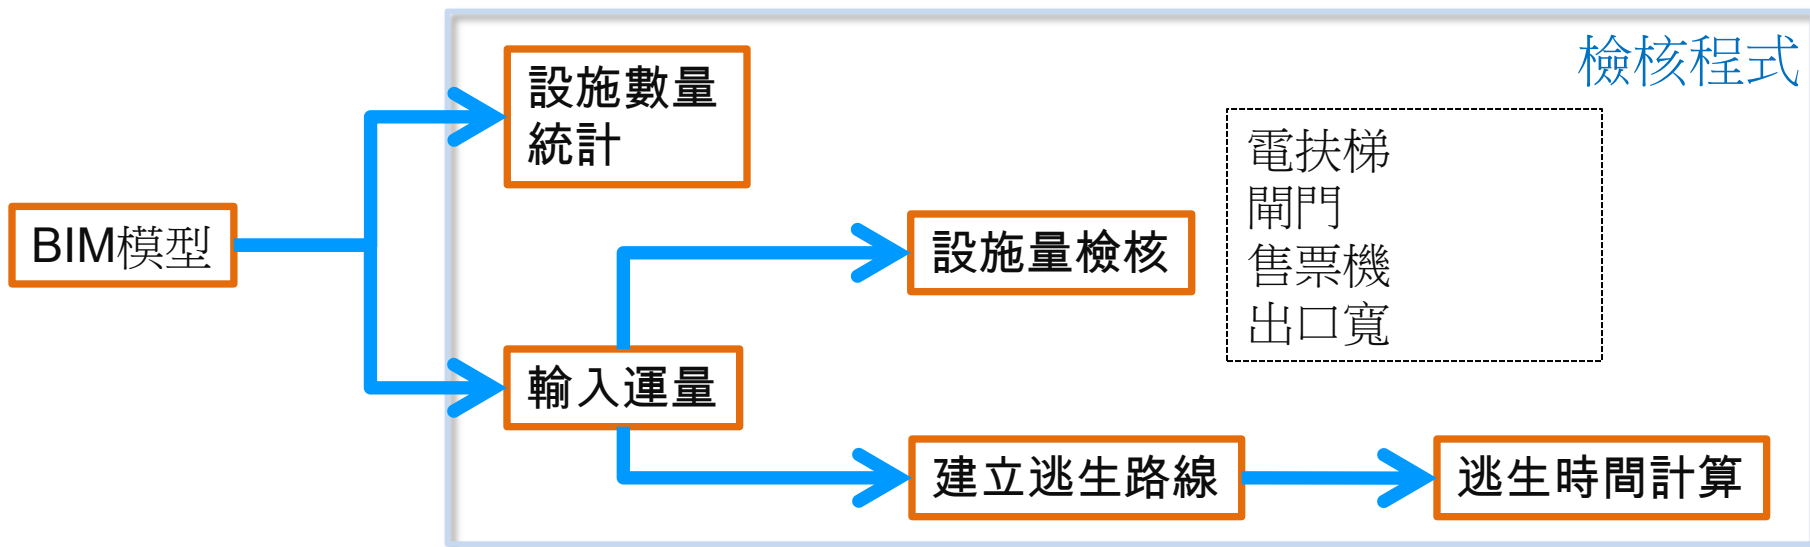 檢核程式
設施數量
統計
BIM模型
設施量檢核
電扶梯
閘門
售票機
出口寬
輸入運量
建立逃生路線
逃生時間計算